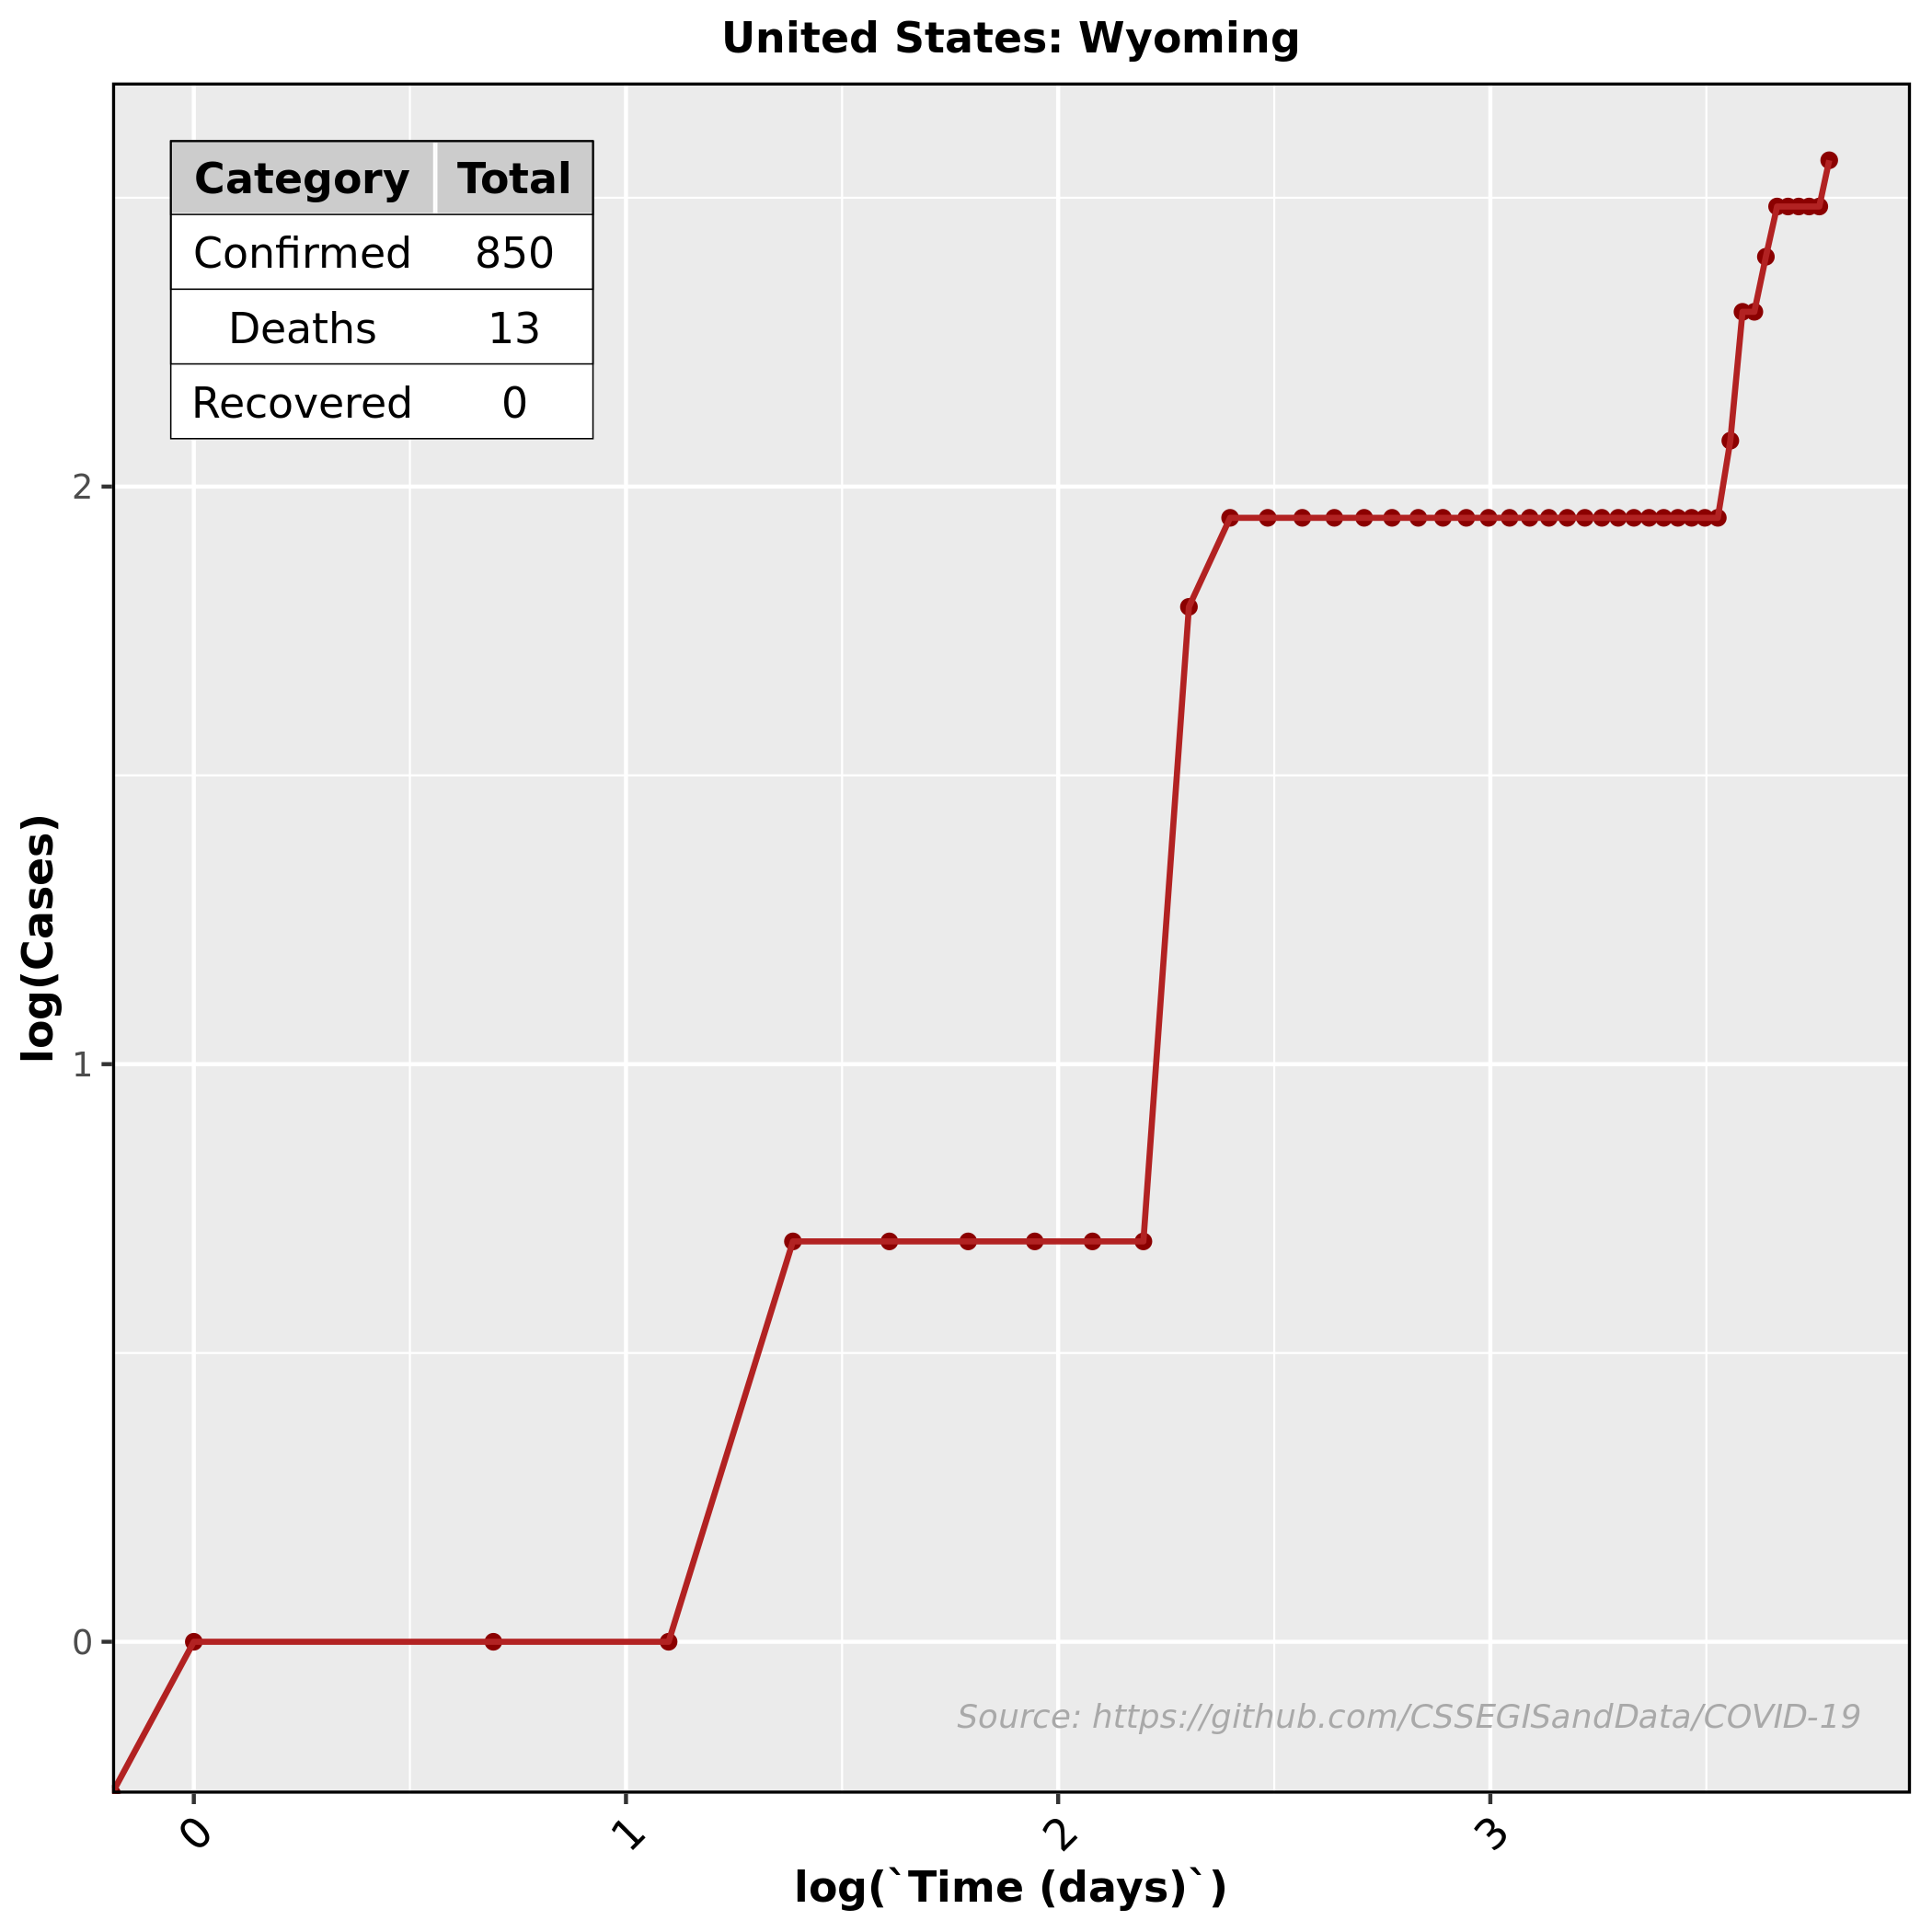 United States: Wyoming
Category Total
Confirmed 850
Deaths 13
Recovered 0
2
1
0
log(Cases)
Source: https://github.com/CSSEGISandData/COVID-19
0 1 2 3
log(`Time (days)`)